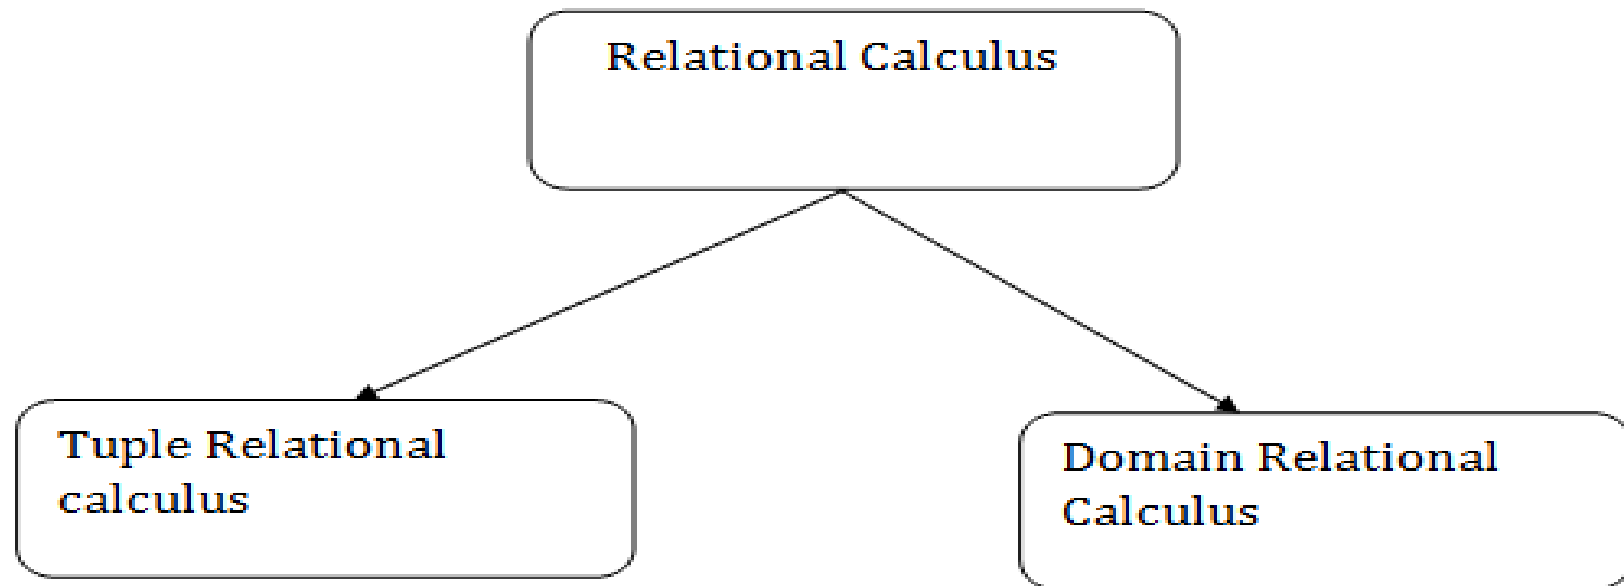 Relational Calculus
Tuple Relational
calculus
Domain Relational
Calculus